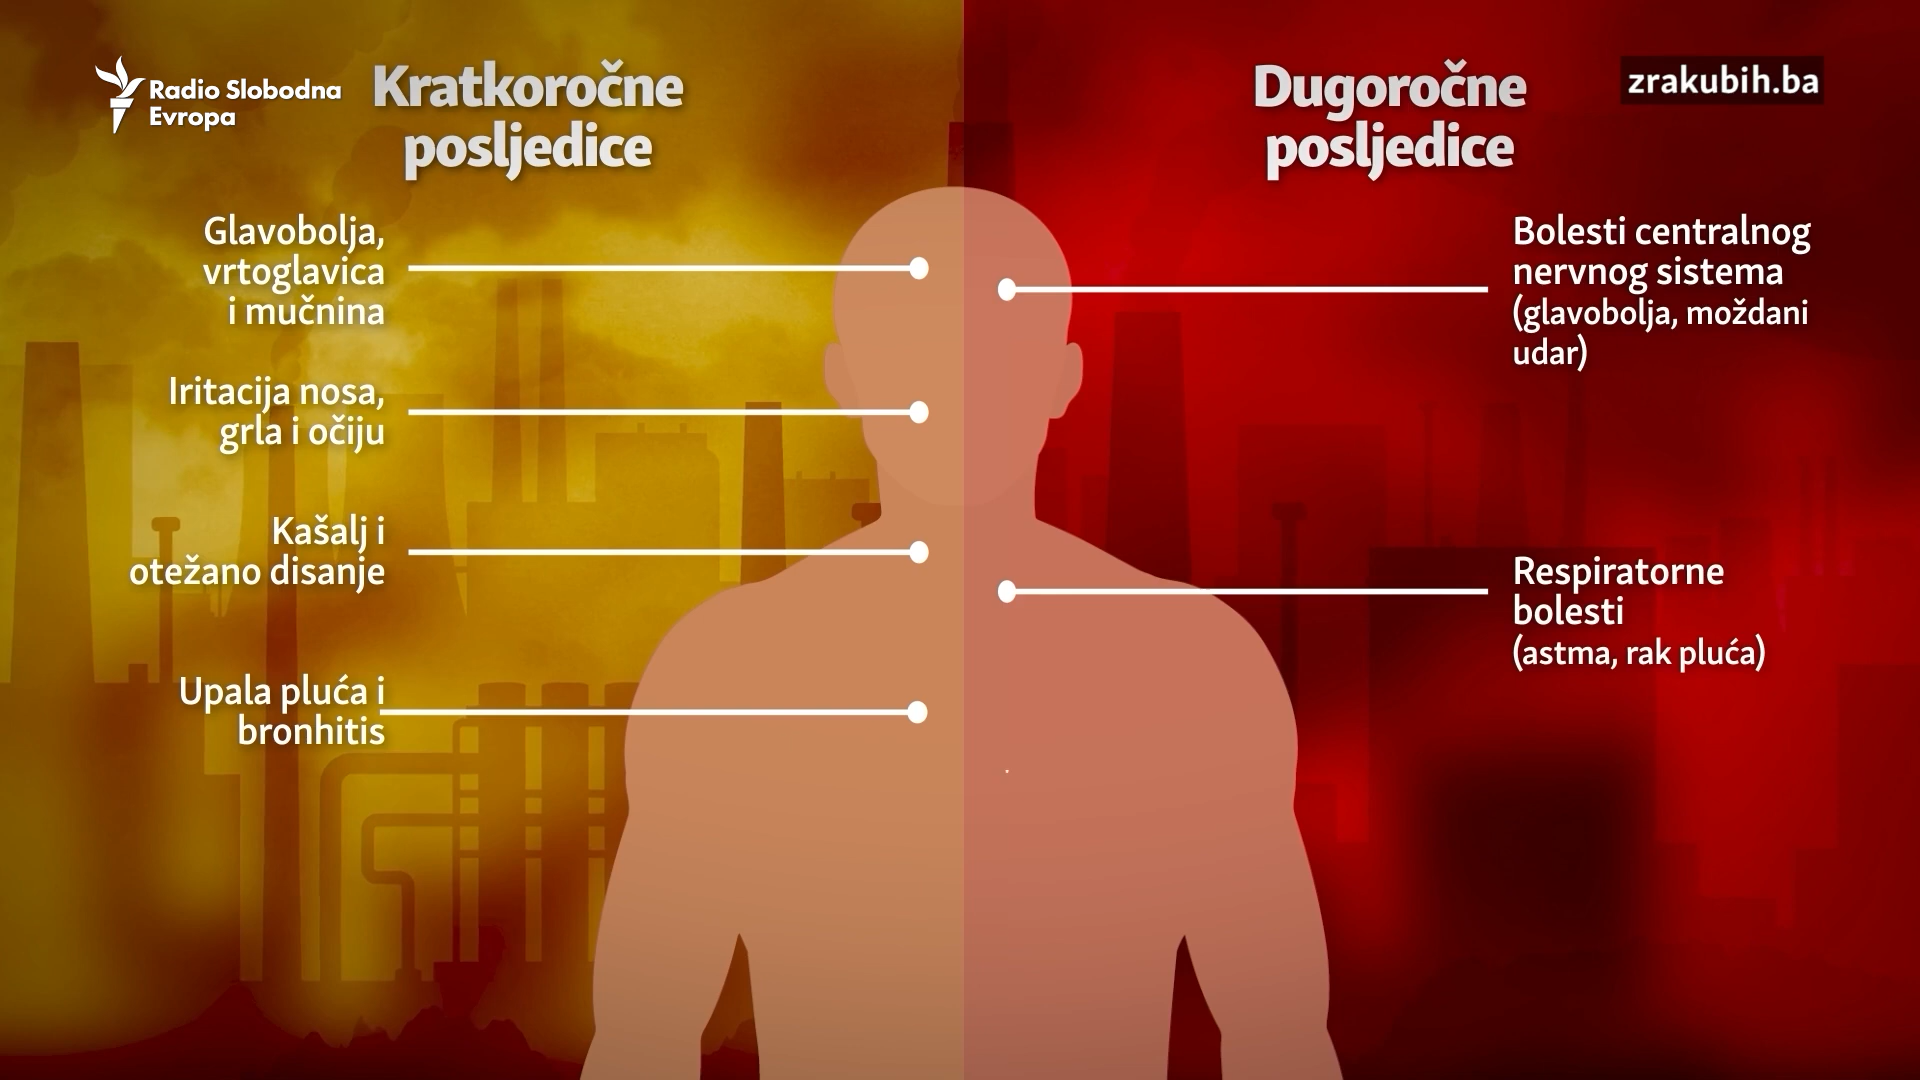 Radio Slobodna
Evropa
Kratkoročne
posljedice
Glavobolja,
vrtoglavica
i mučnina
Iritacija nosa,
grla i očiju
Kašalj i
otežano disanje
Upala pluća i
bronhitis
Dugoročne
posljedice
zrakubih.ba
Bolesti centralnog
nervnog sistema
(glavobolja, moždani
udar)
Respiratorne
bolesti
(astma, rak pluća)